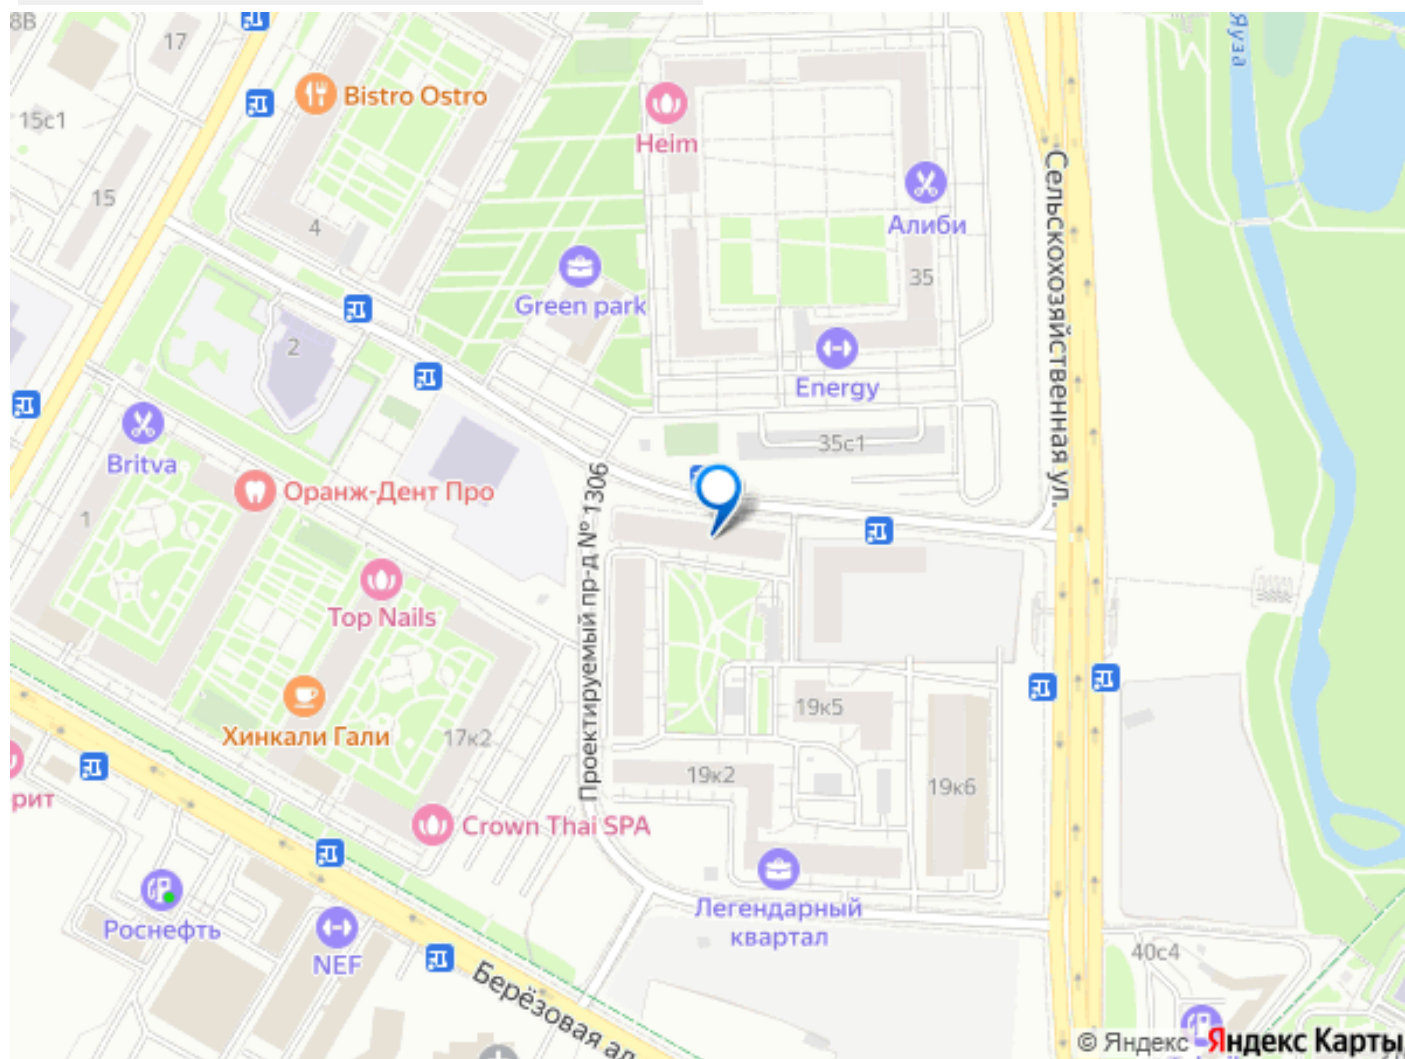 8В
17
Яуза
Bistro Ostro
15с1
Heim
Сельскохозяйственная ул.
15
Алиби
4
35
Green park
2
Energy
35с1
Britva
Оранж-Дент Про
1
Проектируемый пр-д № 1306
Top Nails
19к5
Хинкали Гали
17к2
19к2
19к6
рит
Crown Thai SPA
Роснефть
Легендарный
квартал
NEF
40с4
Берёзовая ал
© Яндекс Яндекс Карты